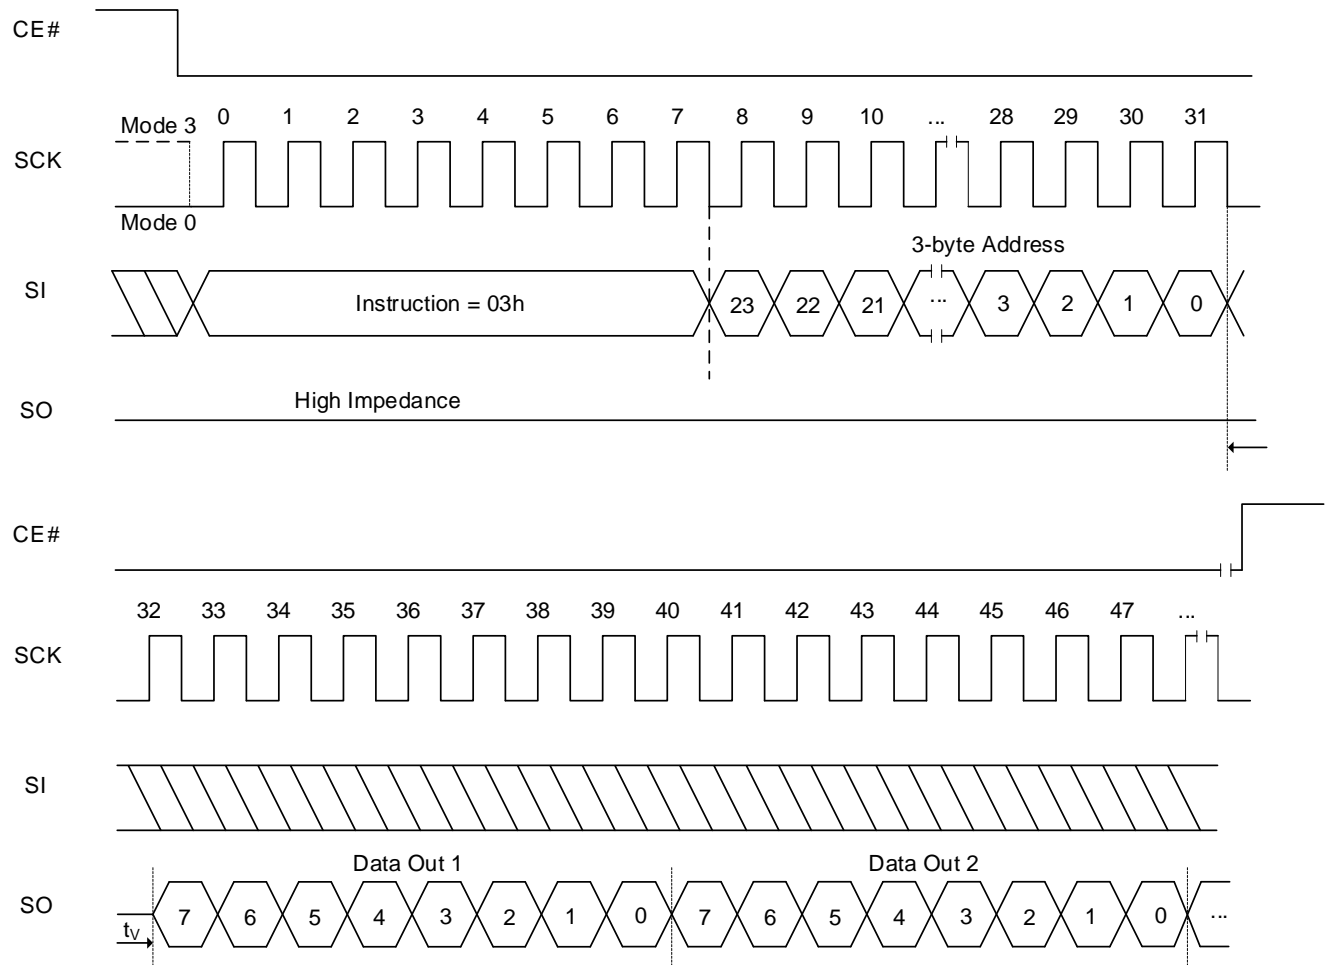 CE#
0 1 2 3 4 5 6 7 8 9 10 ... 28 29 30 31
Mode 3
SCK
Mode 0
3-byte Address
SI
Instruction = 03h 23 22 21 ... 3 2 1 0
High Impedance
SO
CE#
32 33 34 35 36 37 38 39 40 41 42 43 44 45 46 47 ...
SCK
SI
Data Out 1 Data Out 2
SO
7 6 5 4 3 2 1 0 7 6 5 4 3 2 1 0 ...
tV